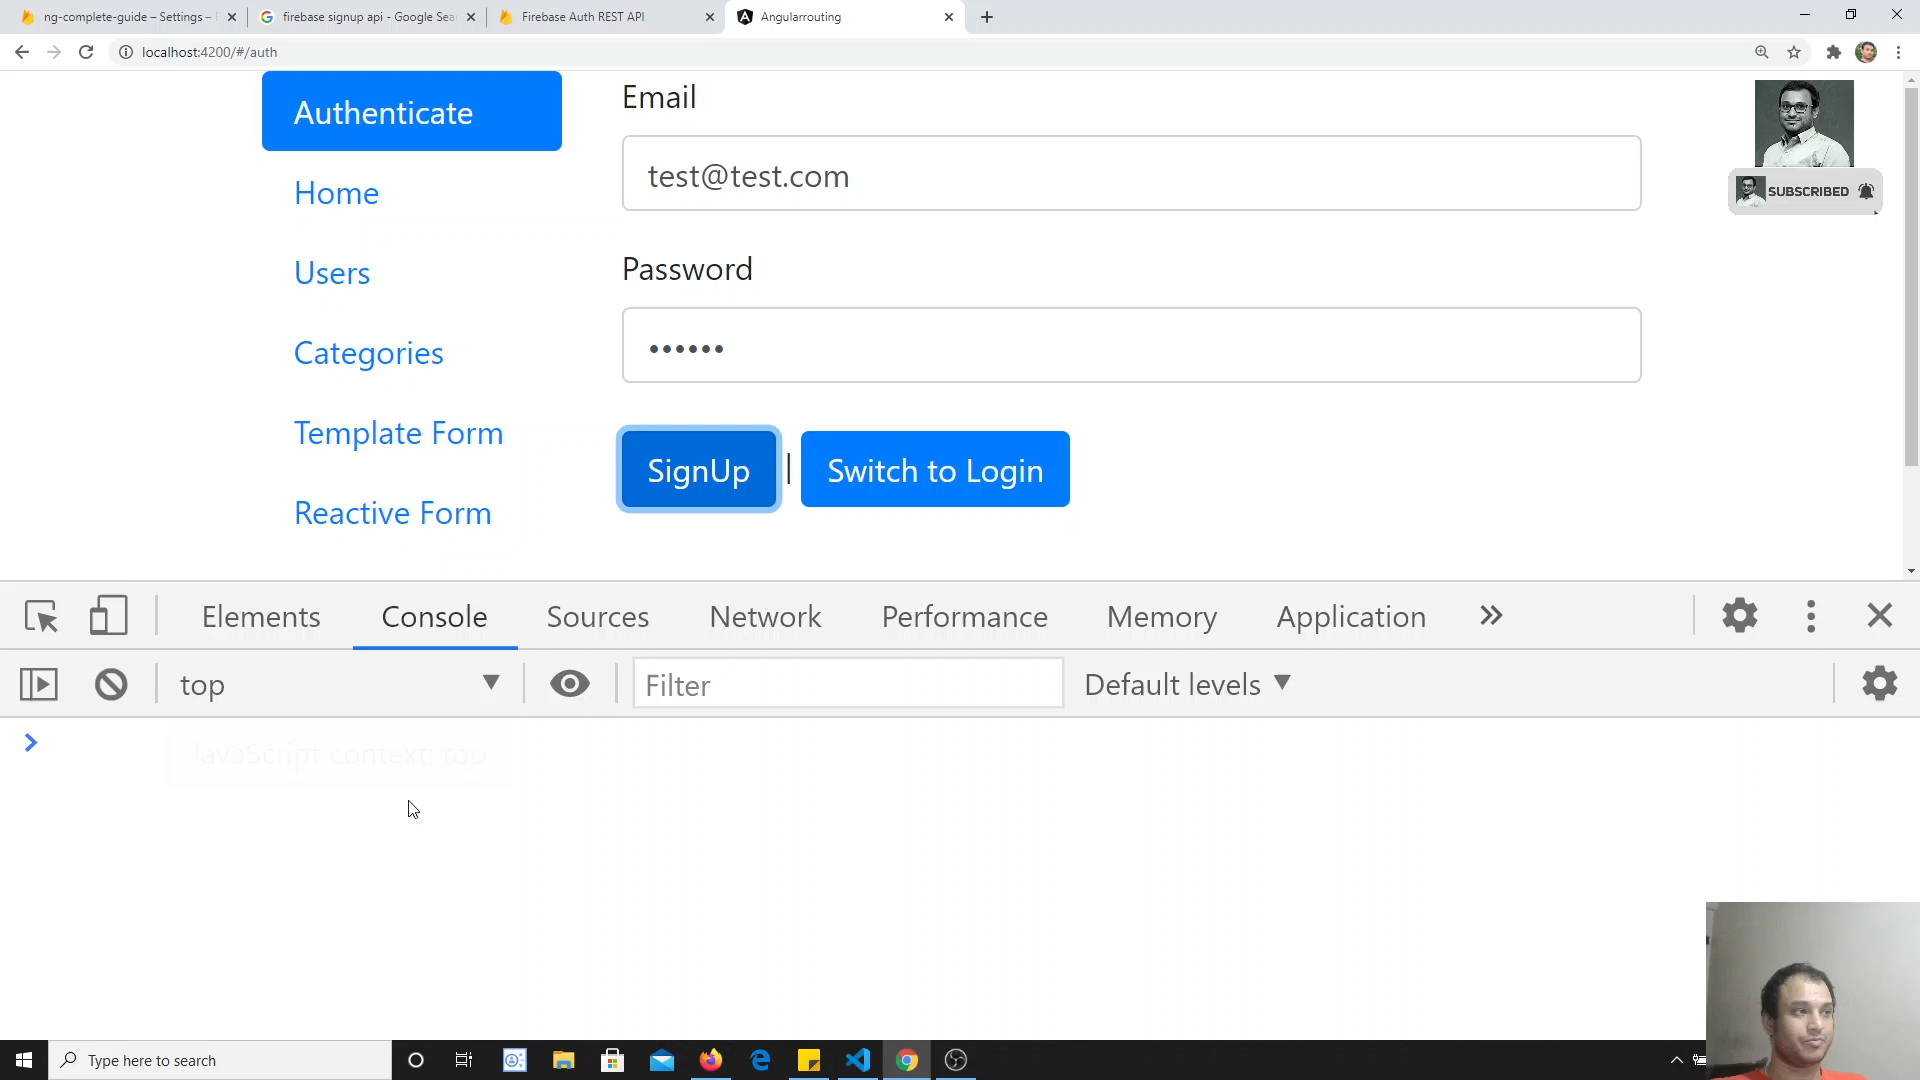 ng-complete-guide – Settings –
firebase signup api - Google Sea
Firebase Auth REST API
Angularrouting
localhost:4200/#/auth
Authenticate
Home
Users
Categories
Template Form
Reactive Form
Email
test@test.com
Password
••••••
SignUp
|
Switch to Login
SUBSCRIBED
Elements
Console
Sources
Network
Performance
Memory
Application
top
Filter
Default levels
JavaScript context: top
Type here to search